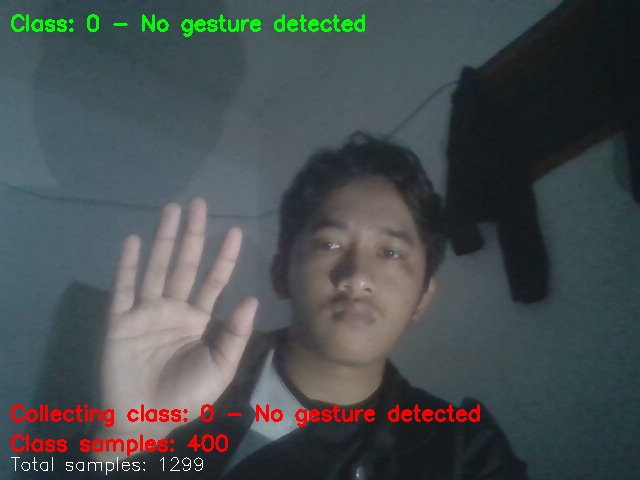 Class: 0 - No gesture detected
Collecting class: 0 - No gesture detected
Class samples: 400
Total samples: 1299